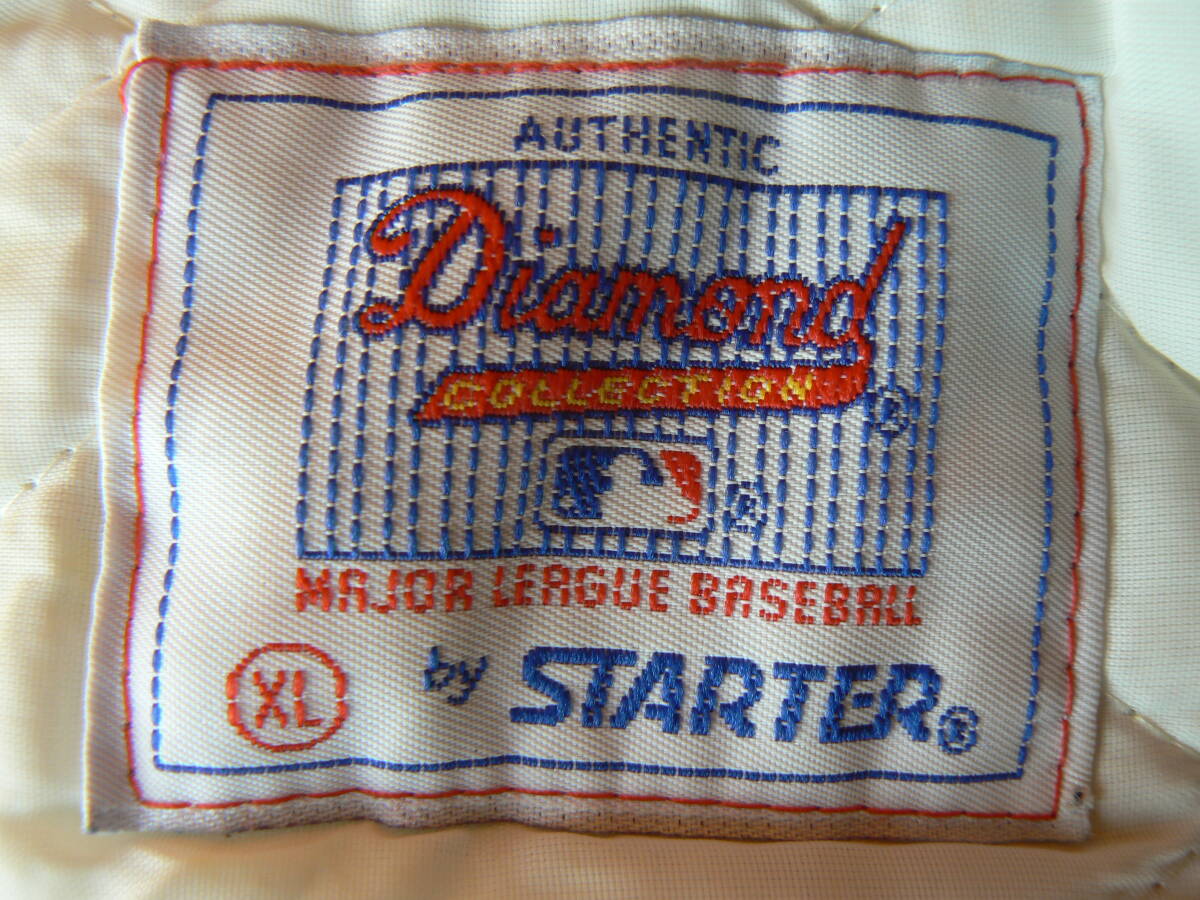 AUTHENTIC
Diamond
COLLECTION ®
®
MAJOR LEAGUE BASEBALL
XL by STARTER®